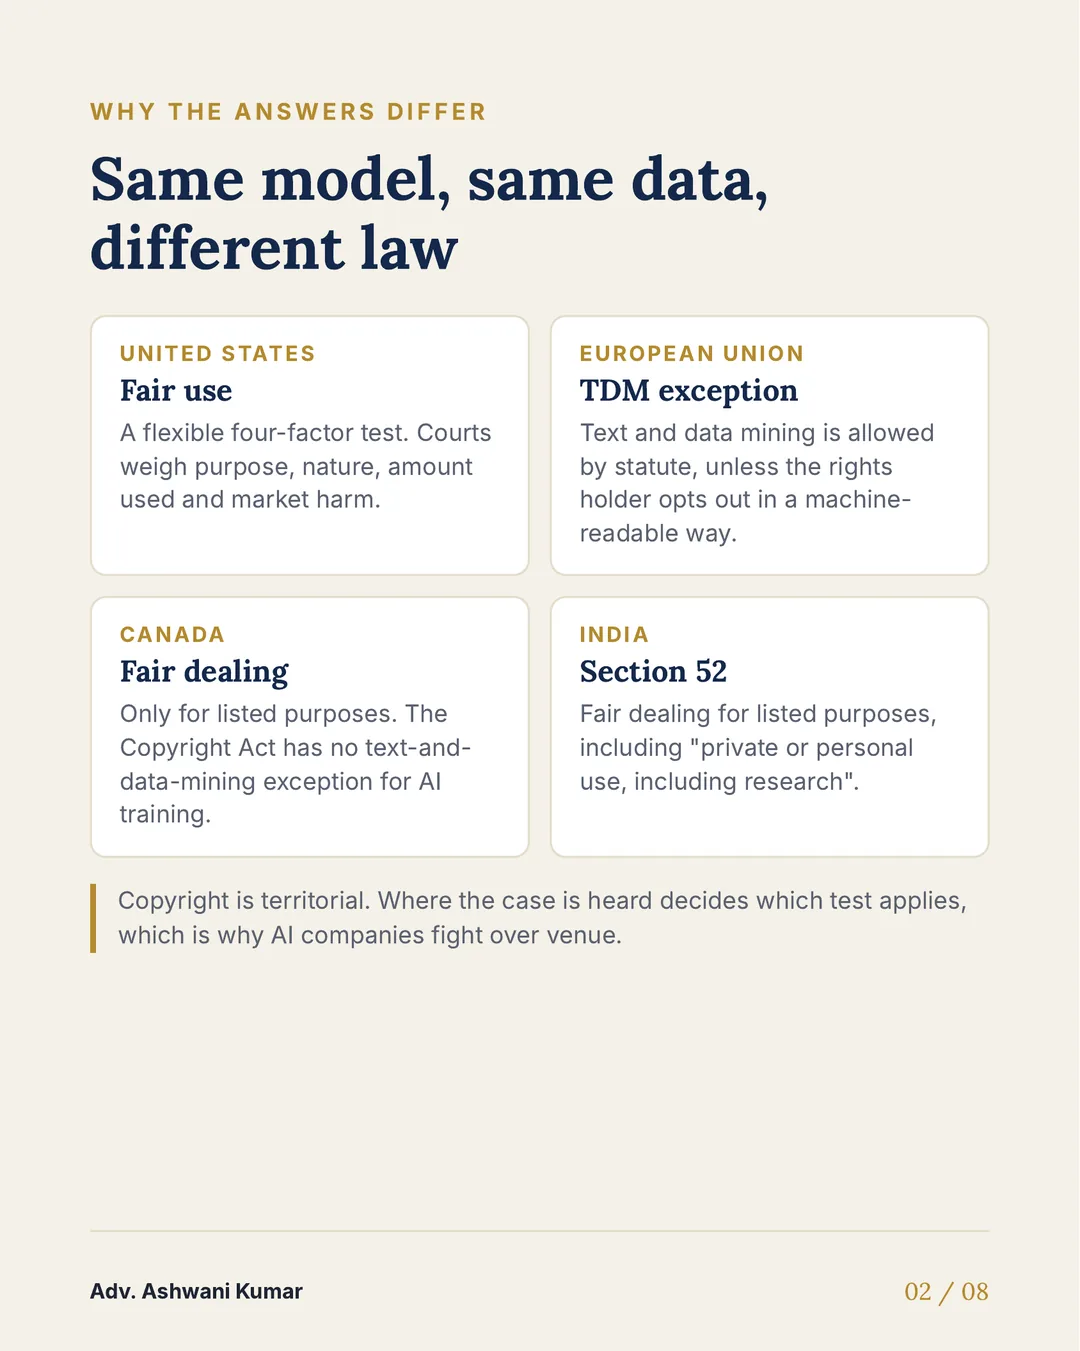 WHY THE ANSWERS DIFFER
Same model, same data,
different law
UNITED STATES
Fair use
A flexible four-factor test. Courts
weigh purpose, nature, amount
used and market harm.
EUROPEAN UNION
TDM exception
Text and data mining is allowed
by statute, unless the rights
holder opts out in a machine-
readable way.
CANADA
Fair dealing
Only for listed purposes. The
Copyright Act has no text-and-
data-mining exception for AI
training.
INDIA
Section 52
Fair dealing for listed purposes,
including "private or personal
use, including research".
Copyright is territorial. Where the case is heard decides which test applies,
which is why AI companies fight over venue.
Adv. Ashwani Kumar
02 / 08